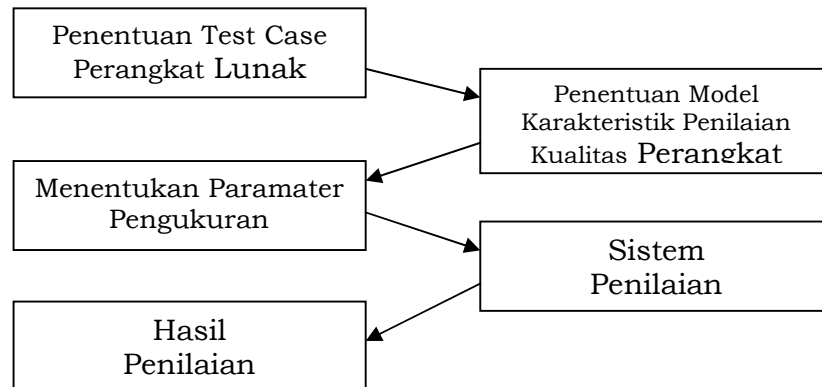 Penentuan Test Case
Perangkat Lunak
Penentuan Model
Karakteristik Penilaian
Kualitas Perangkat
Menentukan Paramater
Pengukuran
Sistem
Penilaian
Hasil
Penilaian